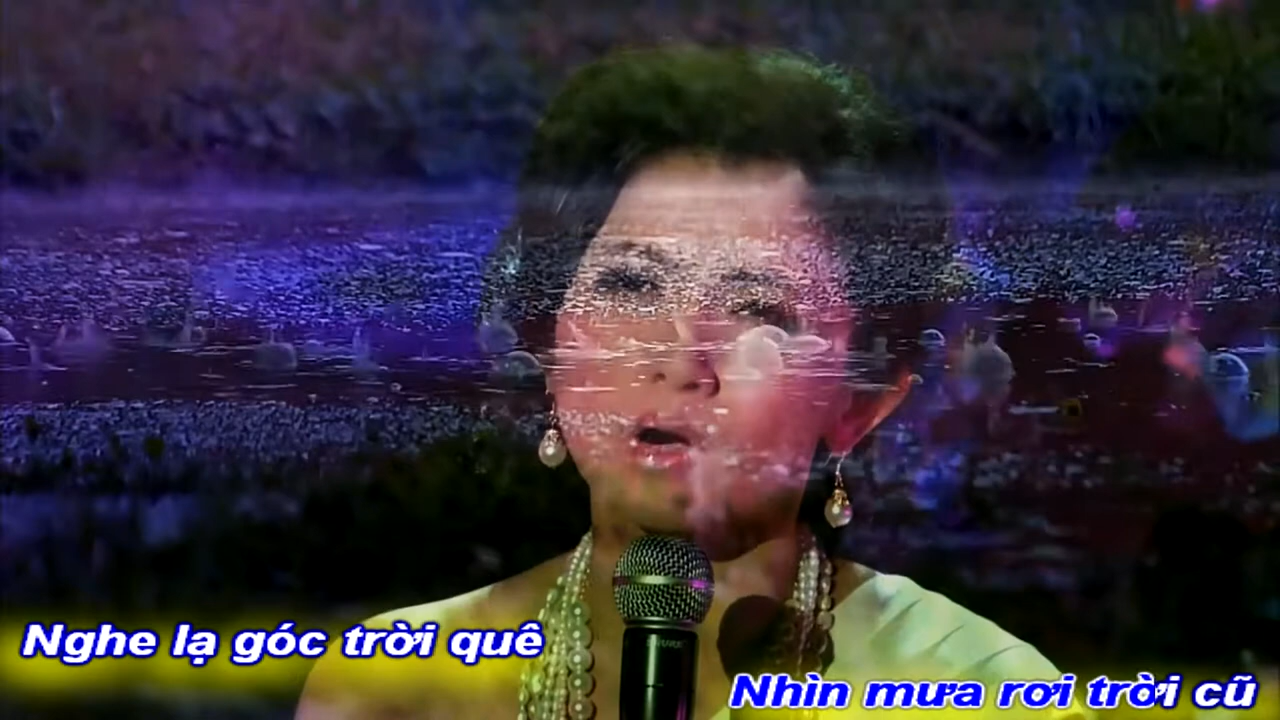 Nghe lạ góc trời quê
Nhìn mưa rơi trời cũ